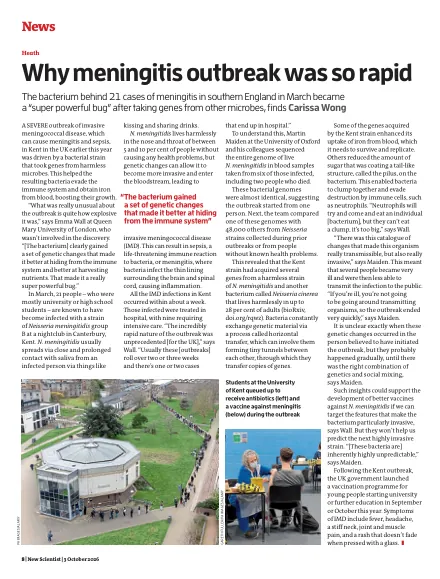 News
Heath
Why meningitis outbreak was so rapid
The bacterium behind 21 cases of meningitis in southern England in March became
a “super powerful bug” after taking genes from other microbes, finds Carissa Wong
A SEVERE outbreak of invasive
meningococcal disease, which
can cause meningitis and sepsis,
in Kent in the UK earlier this year
was driven by a bacterial strain
that took genes from harmless
microbes. This helped the
resulting bacteria evade the
immune system and obtain iron
from blood, boosting their growth.
“What was really unusual about
the outbreak is quite how explosive
it was,” says Emma Wall at Queen
Mary University of London, who
wasn’t involved in the discovery.
“[The bacterium] clearly gained
a set of genetic changes that made
it better at hiding from the immune
system and better at harvesting
nutrients. That made it a really
super powerful bug.”
In March, 21 people – who
were mostly university or high school
students – are known to have
become infected with a strain
of Neisseria meningitidis group
B at a nightclub in Canterbury,
Kent. N. meningitidis usually
spreads via close and prolonged
contact with saliva from an
infected person via things like
kissing and sharing drinks.
N. meningitidis lives harmlessly
in the nose and throat of between
5 and 10 per cent of people without
causing any health problems, but
genetic changes can allow it to
become more invasive and enter
the bloodstream, leading to
“The bacterium gained
a set of genetic changes
that made it better at hiding
from the immune system”
invasive meningococcal disease
(IMD). This can result in sepsis, a
life-threatening immune reaction
to bacteria, or meningitis, where
bacteria infect the thin lining
surrounding the brain and spinal
cord, causing inflammation.
All the IMD infections in Kent
occurred within about a week.
Those infected were treated in
hospital, with nine requiring
intensive care. “The incredibly
rapid nature of the outbreak was
unprecedented [for the UK],” says
Wall. “Usually these [outbreaks]
roll over two or three weeks
and there’s one or two cases
that end up in hospital.”
To understand this, Martin
Maiden at the University of Oxford
and his colleagues sequenced
the entire genome of live
N. meningitidis in blood samples
taken from six of those infected,
including two people who died.
These bacterial genomes
were almost identical, suggesting
the outbreak started from one
person. Next, the team compared
one of these genomes with
48,000 others from Neisseria
strains collected during prior
outbreaks or from people
without known health problems.
This revealed that the Kent
strain had acquired several
genes from a harmless strain
of N. meningitidis and another
bacterium called Neisseria cinerea
that lives harmlessly in up to
28 per cent of adults (bioRxiv,
doi.org/rqsz). Bacteria constantly
exchange genetic material via
a process called horizontal
transfer, which can involve them
forming tiny tunnels between
each other, through which they
transfer copies of genes.
Students at the University
of Kent queued up to
receive antibiotics (left) and
a vaccine against meningitis
(below) during the outbreak
Some of the genes acquired
by the Kent strain enhanced its
uptake of iron from blood, which
it needs to survive and replicate.
Others reduced the amount of
sugar that was coating a tail-like
structure, called the pilus, on the
bacterium. This enabled bacteria
to clump together and evade
destruction by immune cells, such
as neutrophils. “Neutrophils will
try and come and eat an individual
[bacterium], but they can’t eat
a clump, it’s too big,” says Wall.
“There was this catalogue of
changes that made this organism
really transmissible, but also really
invasive,” says Maiden. This meant
that several people became very
ill and were then less able to
transmit the infection to the public.
“If you’re ill, you’re not going
to be going around transmitting
organisms, so the outbreak ended
very quickly,” says Maiden.
It is unclear exactly when these
genetic changes occurred in the
person believed to have initiated
the outbreak, but they probably
happened gradually, until there
was the right combination of
genetics and social mixing,
says Maiden.
Such insights could support the
development of better vaccines
against N. meningitidis if we can
target the features that make the
bacterium particularly invasive,
says Wall. But they won’t help us
predict the next highly invasive
strain. “[These bacteria are]
inherently highly unpredictable,”
says Maiden.
Following the Kent outbreak,
the UK government launched
a vaccination programme for
young people starting university
or further education in September
or October this year. Symptoms
of IMD include fever, headache,
a stiff neck, joint and muscle
pain, and a rash that doesn’t fade
when pressed with a glass.
8 | New Scientist | 3 October 2026